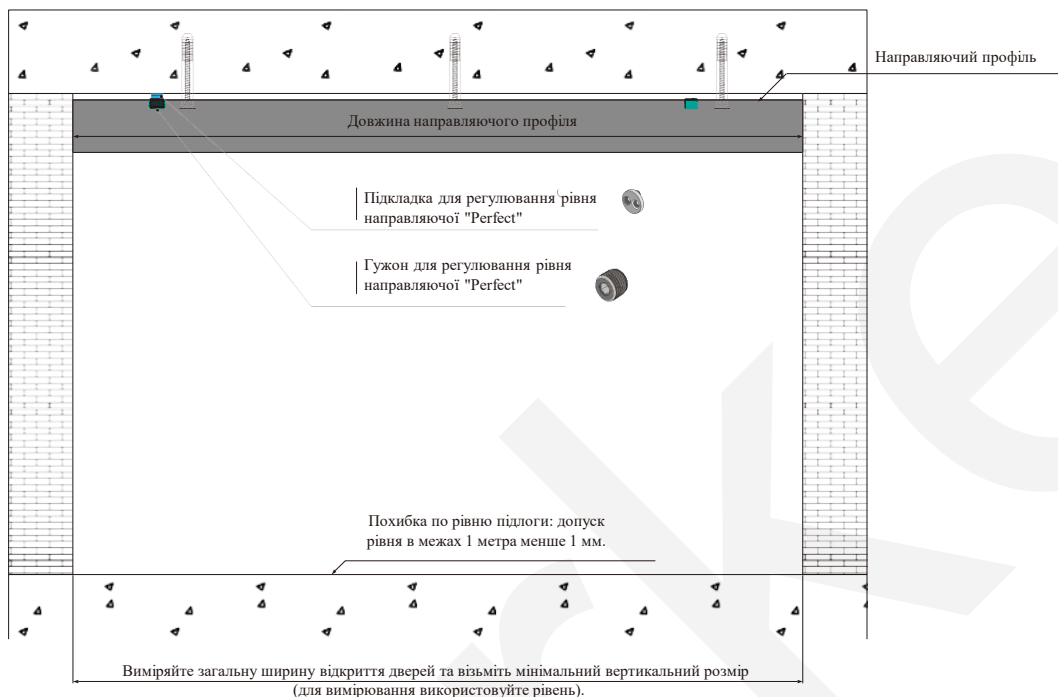 Направляючий профіль
Довжина направляючого профіля
Підкладка для регулювання рівня
направляючої "Perfect"
Гужон для регулювання рівня
направляючої "Perfect"
Похибка по рівню підлоги: допуск
рівня в межах 1 метра менше 1 мм.
Виміряйте загальну ширину відкриття дверей та візьміть мінімальний вертикальний розмір
(для вимірювання використовуйте рівень).